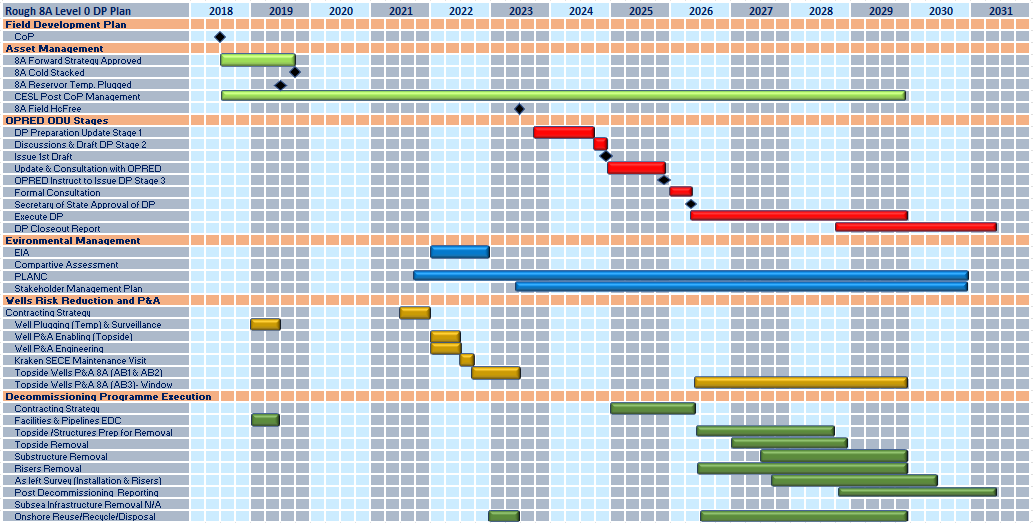 Rough 8A Level 0 DP Plan 2018 2019 2020 2021 2022 2023 2024 2025 2026 2027 2028 2029 2030 2031
Field Development Plan
CoP
Asset Management
8A Forward Strategy Approved
8A Cold Stacked
8A Reservoir Temp. Plugged
CESL Post CoP Management
8A Field HcFree
OPRED ODU Stages
DP Preparation Update Stage 1
Discussions & Draft DP Stage 2
Issue 1st Draft
Update & Consultation with OPRED
OPRED Instruct to Issue DP Stage 3
Formal Consultation
Secretary of State Approval of DP
Execute DP
DP Closeout Report
Evironmental Management
EIA
Compartive Assessment
PLANC
Stakeholder Management Plan
Wells Risk Reduction and P&A
Contracting Strategy
Well Plugging (Temp) & Surveillance
Well P&A Enabling (Topside)
Well P&A Engineering
Kraken SECE Maintenance Visit
Topside Wells P&A 8A (AB1 & AB2)
Topside Wells P&A 8A (AB3)- Window
Decommissioning Programme Execution
Contracting Strategy
Facilities & Pipelines EDC
Topside /Structures Prep for Removal
Topside Removal
Substructure Removal
Risers Removal
As left Survey (Installation & Risers)
Post Decommissioning Reporting
Subsea Infrastructure Removal N/A
Onshore Reuse/Recycle/Disposal